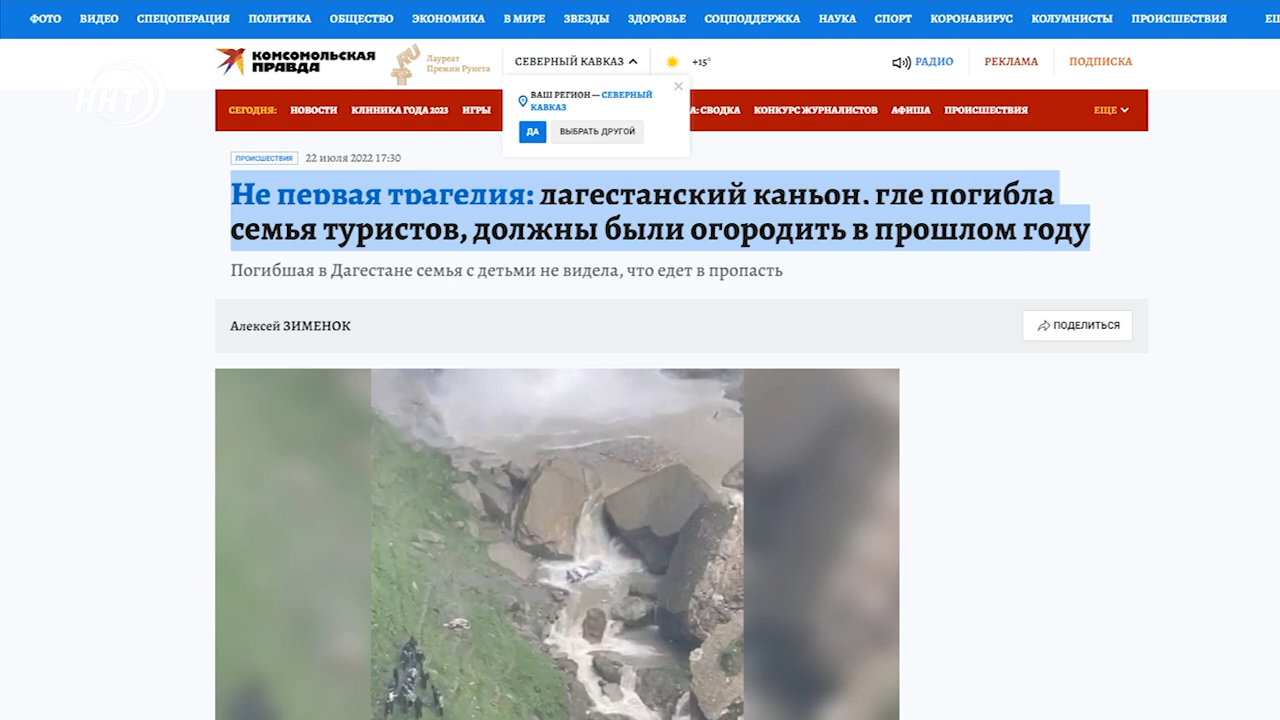 ФОТО ВИДЕО СПЕЦОПЕРАЦИЯ ПОЛИТИКА ОБЩЕСТВО ЭКОНОМИКА В МИРЕ ЗВЕЗДЫ ЗДОРОВЬЕ СОЦПОДДЕРЖКА НАУКА СПОРТ КОРОНАВИРУС КОЛУМНИСТЫ ПРОИСШЕСТВИЯ
КОМСОМОЛЬСКАЯ
ПРАВДА
.RU
Лауреат
Премии Рунета
СЕВЕРНЫЙ КАВКАЗ
+15°
РАДИО РЕКЛАМА ПОДПИСКА
ННТ
ВАШ РЕГИОН — СЕВЕРНЫЙ
КАВКАЗ
ДА ВЫБРАТЬ ДРУГОЙ
СЕГОДНЯ: НОВОСТИ КЛИНИКА ГОДА 2023 ИГРЫ А: СВОДКА КОНКУРС ЖУРНАЛИСТОВ АФИША ПРОИСШЕСТВИЯ ЕЩЕ
ПРОИСШЕСТВИЯ 22 июля 2022 17:30
Не первая трагедия: дагестанский каньон, где погибла
семья туристов, должны были огородить в прошлом году
Погибшая в Дагестане семья с детьми не видела, что едет в пропасть
Алексей ЗИМЕНОК
ПОДЕЛИТЬСЯ